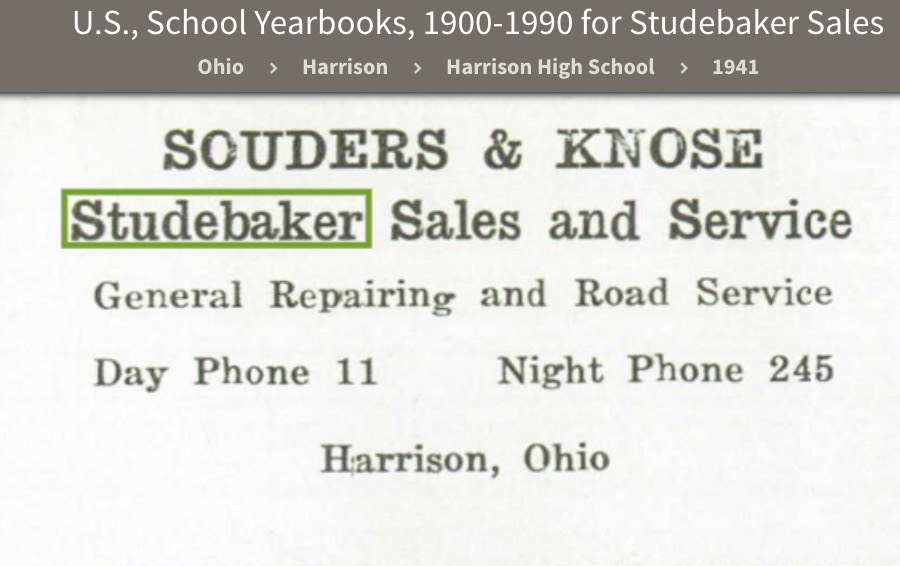 U.S., School Yearbooks, 1900-1990 for Studebaker Sales
Ohio > Harrison > Harrison High School > 1941
SOUDERS & KNOSE
Studebaker Sales and Service
General Repairing and Road Service
Day Phone 11 Night Phone 245
Harrison, Ohio